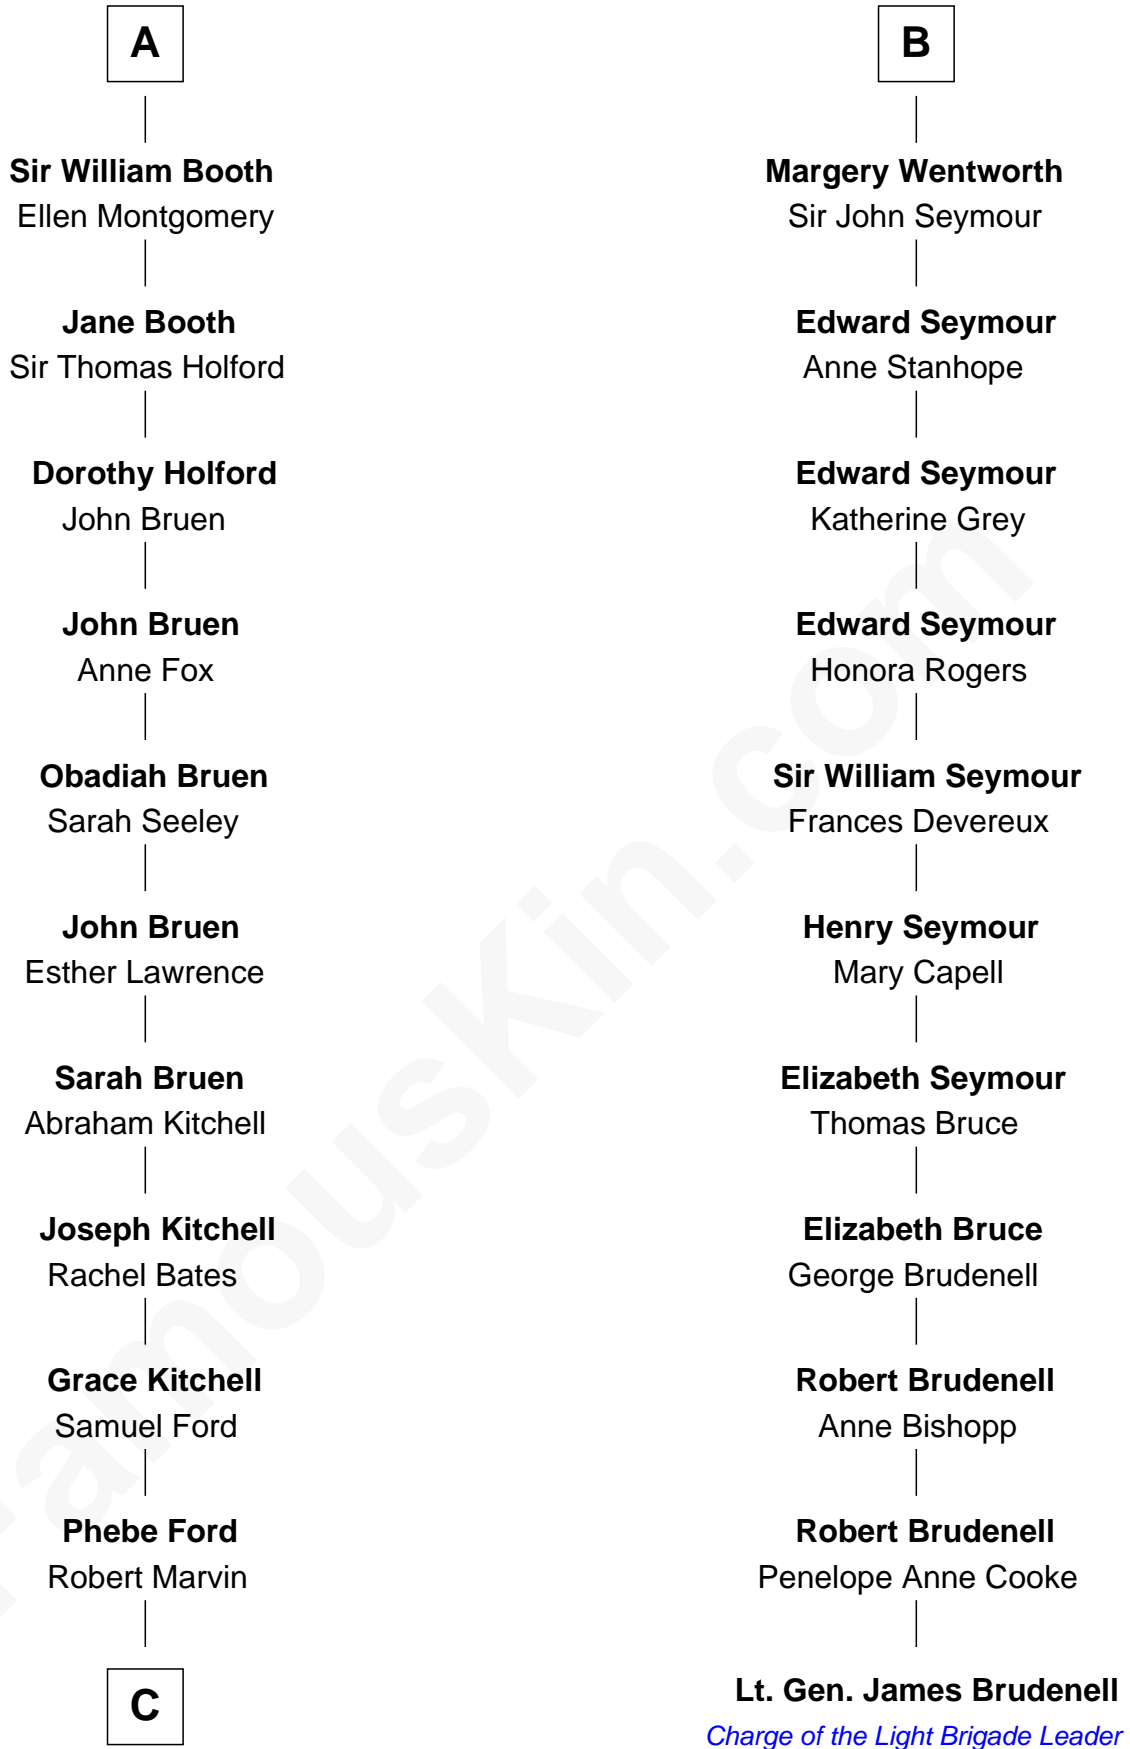 A
Sir William Booth
Ellen Montgomery
Jane Booth
Sir Thomas Holford
Dorothy Holford
John Bruen
John Bruen
Anne Fox
Obadiah Bruen
Sarah Seeley
John Bruen
Esther Lawrence
Sarah Bruen
Abraham Kitchell
Joseph Kitchell
Rachel Bates
Grace Kitchell
Samuel Ford
Phebe Ford
Robert Marvin
C
B
Margery Wentworth
Sir John Seymour
Edward Seymour
Anne Stanhope
Edward Seymour
Katherine Grey
Edward Seymour
Honora Rogers
Sir William Seymour
Frances Devereux
Henry Seymour
Mary Capell
Elizabeth Seymour
Thomas Bruce
Elizabeth Bruce
George Brudenell
Robert Brudenell
Anne Bishopp
Robert Brudenell
Penelope Anne Cooke
Lt. Gen. James Brudenell
Charge of the Light Brigade Leader
FamousKin.com